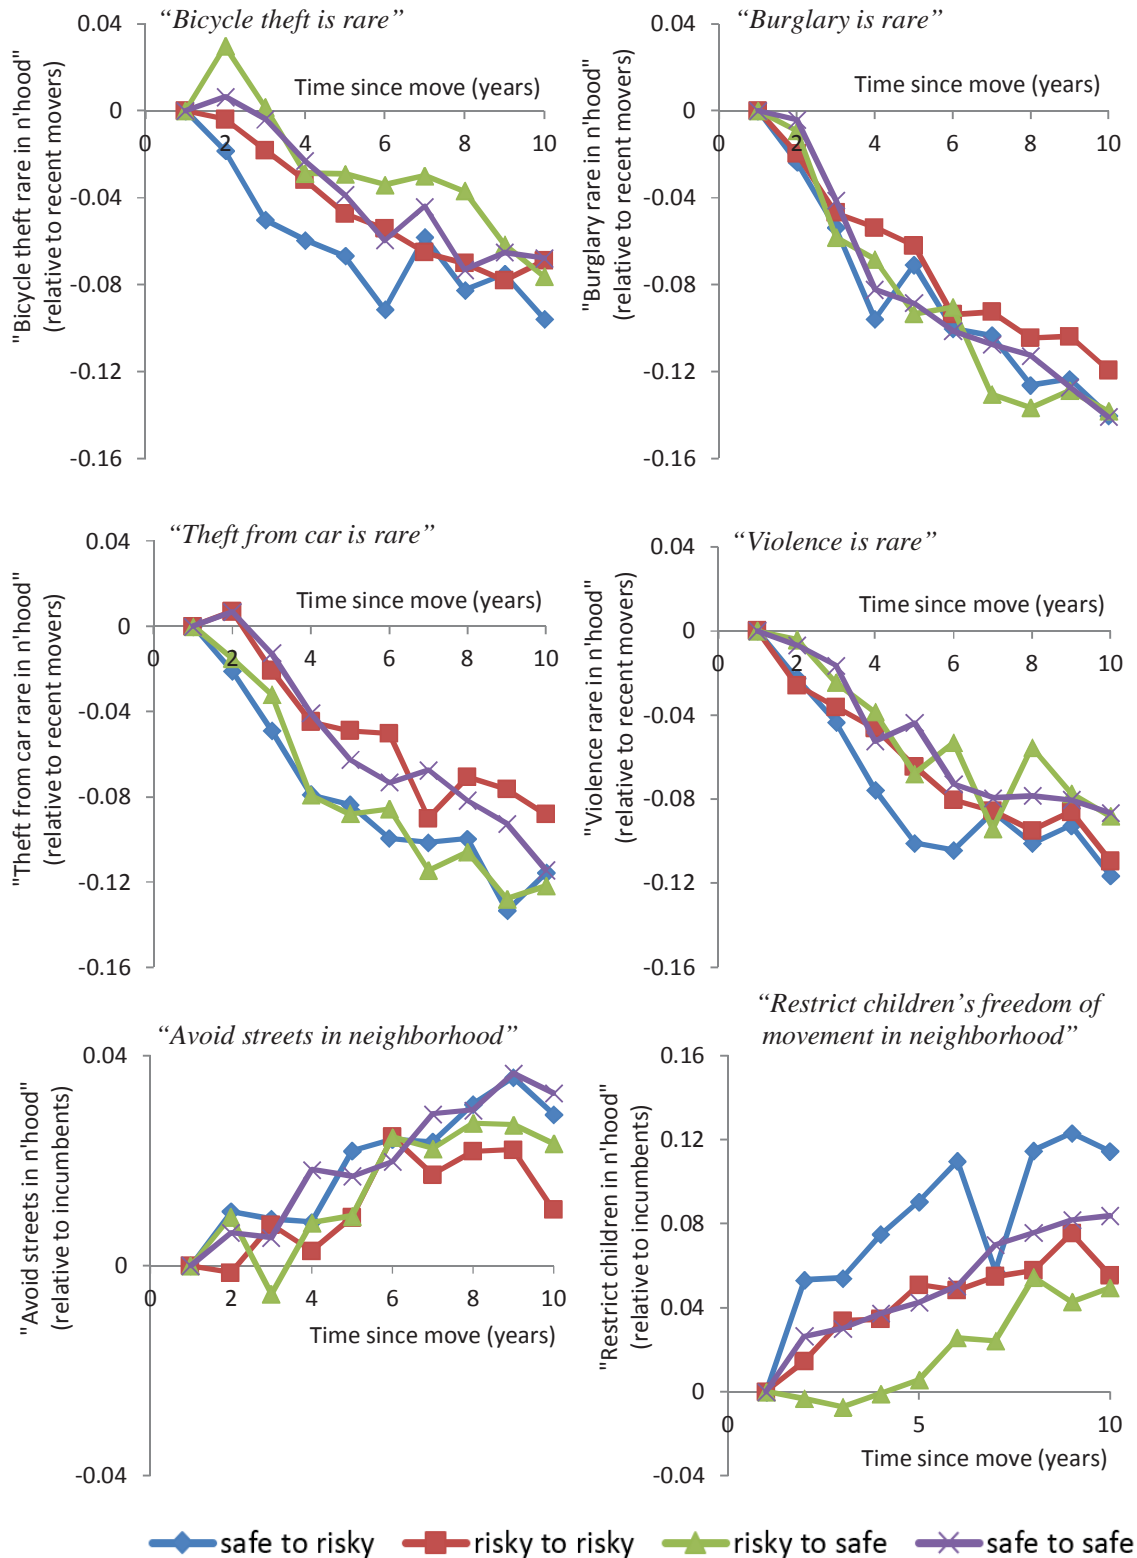 “Bicycle theft is rare”
"Bicycle theft rare in n'hood"
(relative to recent movers)
Time since move (years)
0.04
0
-0.04
-0.08
-0.12
-0.16
0
2
4
6
8
10
“Burglary is rare”
"Burglary rare in n'hood"
(relative to recent movers)
Time since move (years)
0.04
0
-0.04
-0.08
-0.12
-0.16
0
2
4
6
8
10
“Theft from car is rare”
"Theft from car rare in n'hood"
(relative to recent movers)
Time since move (years)
0.04
0
-0.04
-0.08
-0.12
-0.16
0
2
4
6
8
10
“Violence is rare”
"Violence rare in n'hood"
(relative to recent movers)
Time since move (years)
0.04
0
-0.04
-0.08
-0.12
-0.16
0
2
4
6
8
10
“Avoid streets in neighborhood”
"Avoid streets in n'hood"
(relative to incumbents)
0.04
0
-0.04
0
2
4
6
8
10
Time since move (years)
“Restrict children’s freedom of
movement in neighborhood”
"Restrict children in n'hood"
(relative to incumbents)
0.16
0.12
0.08
0.04
0
-0.04
0
5
10
Time since move (years)
safe to risky
risky to risky
risky to safe
safe to safe